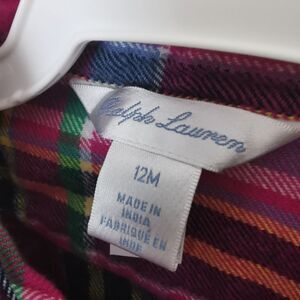 Ralph Lauren
12M
MADE IN
INDIA
FABRIQUÉ EN
INDE